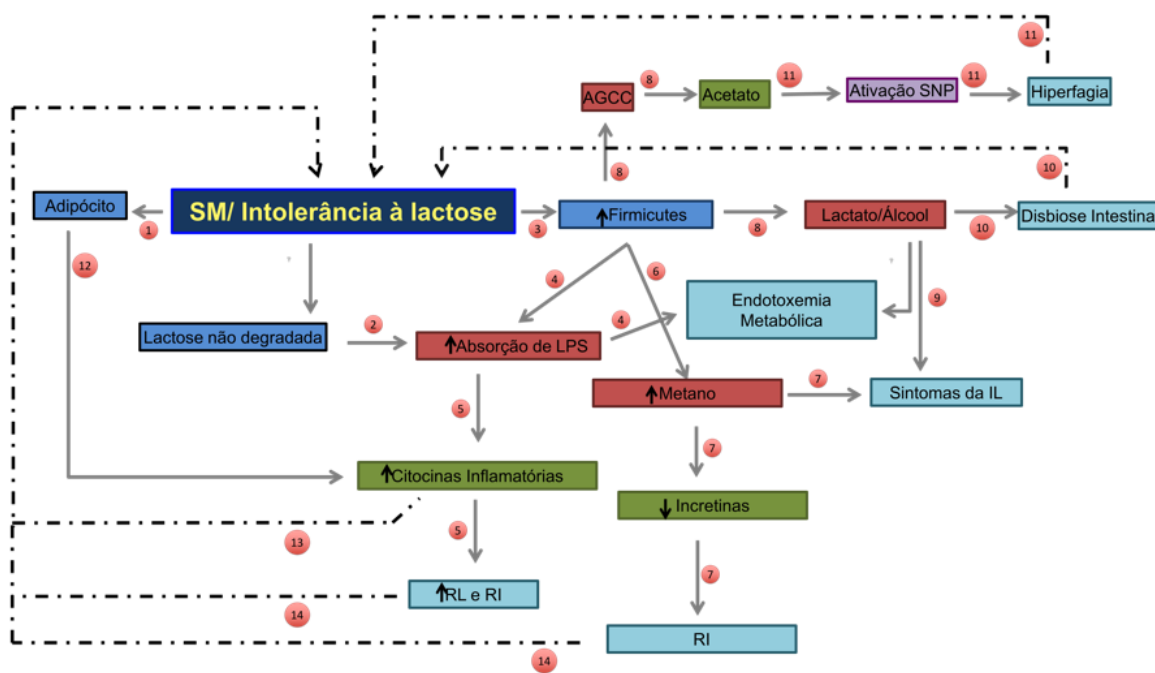 11
8
11
11
AGCC
Acetato
Ativação SNP
Hiperfagia
8
10
Adipócito
SM/ Intolerância à lactose
Firmicutes
Lactato/Álcool
Disbiose Intestina
1
3
8
10
12
4
6
9
Endotoxemia
Metabólica
Lactose não degradada
2
Absorção de LPS
4
Metano
7
Sintomas da IL
5
7
Citocinas Inflamatórias
Incretinas
13
5
7
RL e RI
14
RI
14